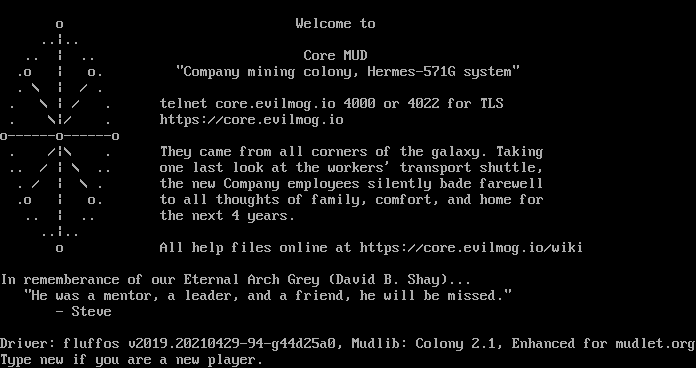 Welcome to
Core MUD
"Company mining colony, Hermes-571G system"
telnet core.evilmog.io 4000 or 4022 for TLS
https://core.evilmog.io
They came from all corners of the galaxy. Taking
one last look at the workers' transport shuttle,
the new Company employees silently bade farewell
to all thoughts of family, comfort, and home for
the next 4 years.
All help files online at https://core.evilmog.io/wiki
In rememberance of our Eternal Arch Grey (David B. Shay)...
"He was a mentor, a leader, and a friend, he will be missed."
- Steve
Driver: fluffos v2019.20210429-94-g44d25a0, Mudlib: Colony 2.1, Enhanced for mudlet.org
Type new if you are a new player.